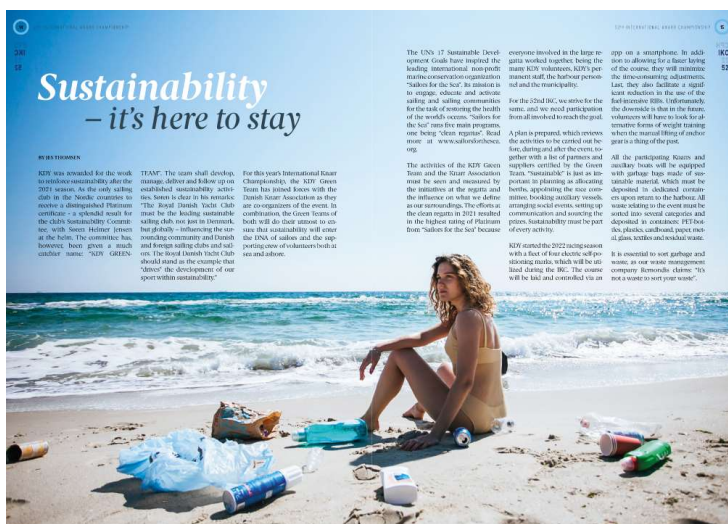 52nd INTERNATIONAL KNARR CHAMPIONSHIP
52nd INTERNATIONAL KNARR CHAMPIONSHIP
IKC
52
Sustainability
– it's here to stay
BY IES THOMSEN
KDY was rewarded for the work
to reinforce sustainability after the
2021 season. As the only sailing
club in the Nordic countries to
receive a distinguished Platinum
certificate – a splendid result for
the club's Sustainability Commit-
tee, with Søren Helmer Jensen
at the helm. The committee has,
however, been given a much
catchier name: "KDY GREEN-
TEAM". The team shall develop,
manage, deliver and follow up on
established sustainability activi-
ties. Søren is clear in his remarks:
"The Royal Danish Yacht Club
must be the leading sustainable
sailing club, not just in Denmark,
but globally – influencing the sur-
rounding community and Danish
and foreign sailing clubs and sail-
ors. The Royal Danish Yacht Club
should stand as the example that
"drives" the development of our
sport within sustainability."
For this year's International Knarr
Championship, the KDY Green
Team has joined forces with the
Danish Knarr Association as they
are co-organizers of the event. In
combination, the Green Teams of
both will do their utmost to en-
sure that sustainability will enter
the DNA of sailors and the sup-
porting crew of volunteers both at
sea and ashore.
The UN's 17 Sustainable Devel-
opment Goals have inspired the
leading international non-profit
marine conservation organization
"Sailors for the Sea". Its mission is
to engage, educate and activate
sailing and sailing communities
for the task of restoring the health
of the world's oceans. "Sailors for
the Sea" runs five main programs,
one being "clean regattas". Read
more at www.sailorsforthesea.
org.
The activities of the KDY Green
Team and the Knarr Association
must be seen and measured by
the initiatives at the regatta and
the influence on what we define
as our surroundings. The efforts at
the clean regatta in 2021 resulted
in the highest rating of Platinum
from "Sailors for the Sea" because
everyone involved in the large re-
gatta worked together, being the
many KDY volunteers, KDY's per-
manent staff, the harbour person-
nel and the municipality.
For the 52nd IKC, we strive for the
same, and we need participation
from all involved to reach the goal.
A plan is prepared, which reviews
the activities to be carried out be-
fore, during and after the event, to-
gether with a list of partners and
suppliers certified by the Green
Team. "Sustainable" is just as im-
portant in planning as allocating
berths, appointing the race com-
mittee, booking auxiliary vessels,
arranging social events, setting up
communication and sourcing the
prizes. Sustainability must be part
of every activity.
KDY started the 2022 racing season
with a fleet of four electric self-po-
sitioning marks, which will be uti-
lized during the IKC. The course
will be laid and controlled via an
app on a smartphone. In addi-
tion to allowing for a faster laying
of the course, they will minimize
the time-consuming adjustments.
Last, they also facilitate a signif-
icant reduction in the use of the
fuel-intensive RIBs. Unfortunately,
the downside is that in the future,
volunteers will have to look for al-
ternative forms of weight training
when the manual lifting of anchor
gear is a thing of the past.
All the participating Knarrs and
auxiliary boats will be equipped
with garbage bags made of sus-
tainable material, which must be
deposited in dedicated contain-
ers upon return to the harbour. All
waste relating to the event must be
sorted into several categories and
deposited in containers: PET-bot-
tles, plastics, cardboard, paper, met-
al, glass, textiles and residual waste.
It is essential to sort garbage and
waste, as our waste management
company Remondis claims: "It's
not a waste to sort your waste".